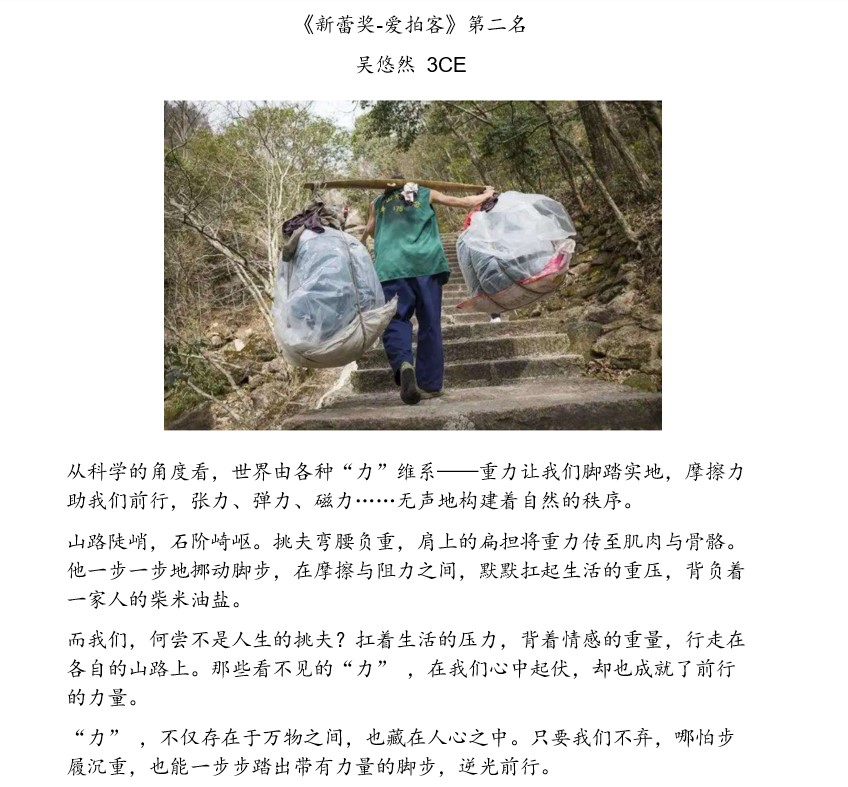 《新蕾奖-爱拍客》第二名
吴悠然 3CE
从科学的角度看，世界由各种“力”维系——重力让我们脚踏实地，摩擦力
助我们前行，张力、弹力、磁力……无声地构建着自然的秩序。
山路陡峭，石阶崎岖。挑夫弯腰负重，肩上的扁担将重力传至肌肉与骨骼。
他一步一步地挪动脚步，在摩擦与阻力之间，默默扛起生活的重压，背负着
一家人的柴米油盐。
而我们，何尝不是人生的挑夫？扛着生活的压力，背着情感的重量，行走在
各自的山路上。那些看不见的“力” ，在我们心中起伏，却也成就了前行
的力量。
“力” ，不仅存在于万物之间，也藏在人心之中。只要我们不弃，哪怕步
履沉重，也能一步步踏出带有力量的脚步，逆光前行。